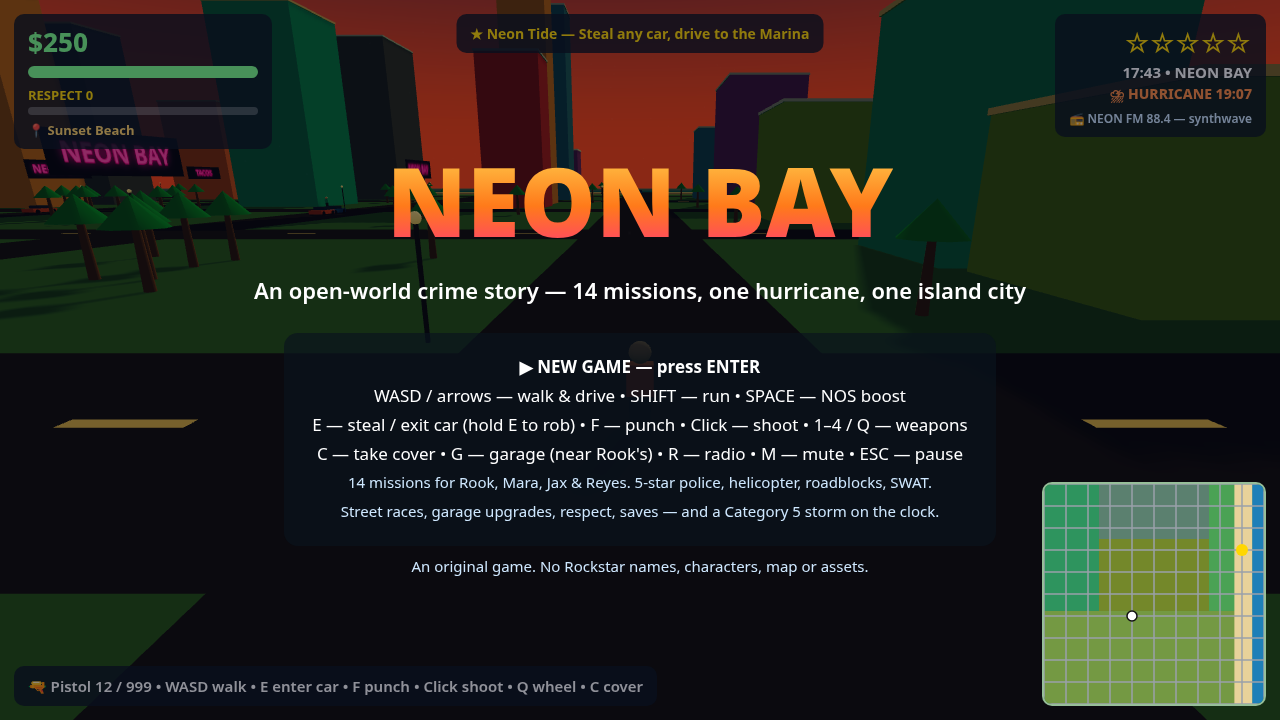 $250
RESPECT 0
📍 Sunset Beach
★ Neon Tide — Steal any car, drive to the Marina
☆☆☆☆☆
17:43 • NEON BAY
⛈ HURRICANE 19:07
📻 NEON FM 88.4 — synthwave
NEON BAY
NE
TACOS
NEON BAY
An open-world crime story — 14 missions, one hurricane, one island city
▶ NEW GAME — press ENTER
WASD / arrows — walk & drive • SHIFT — run • SPACE — NOS boost
E — steal / exit car (hold E to rob) • F — punch • Click — shoot • 1–4 / Q — weapons
C — take cover • G — garage (near Rook's) • R — radio • M — mute • ESC — pause
14 missions for Rook, Mara, Jax & Reyes. 5-star police, helicopter, roadblocks, SWAT.
Street races, garage upgrades, respect, saves — and a Category 5 storm on the clock.
An original game. No Rockstar names, characters, map or assets.
🔫 Pistol 12 / 999 • WASD walk • E enter car • F punch • Click shoot • Q wheel • C cover